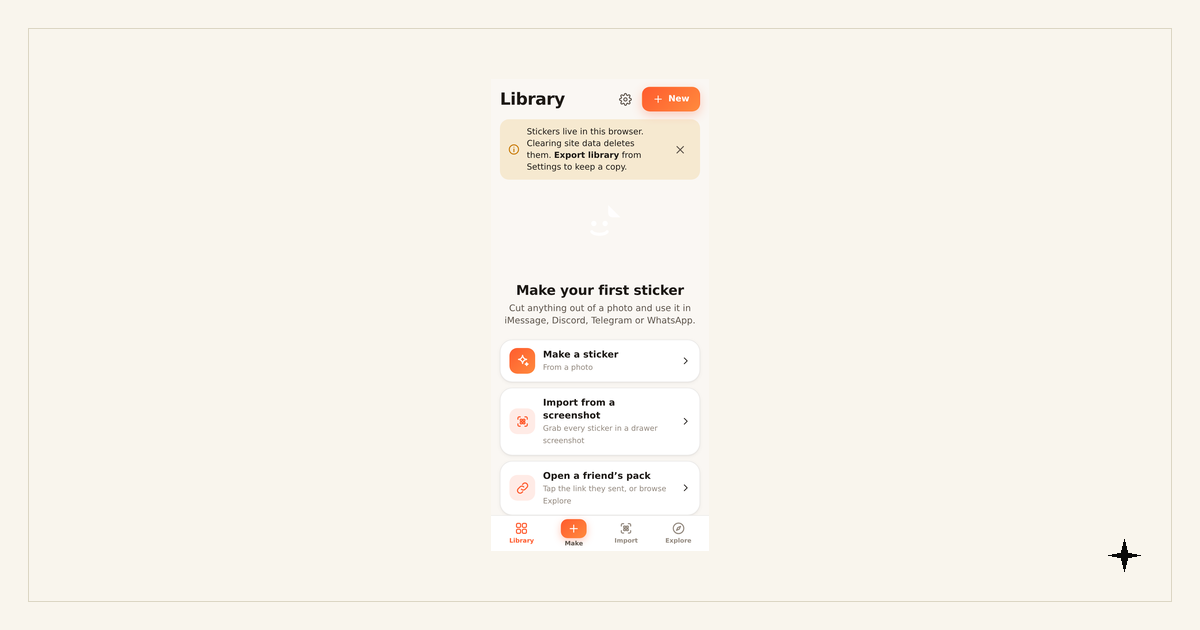 Library
New
Stickers live in this browser.
Clearing site data deletes
them. Export library from
Settings to keep a copy.
Make your first sticker
Cut anything out of a photo and use it in
iMessage, Discord, Telegram or WhatsApp.
Make a sticker
From a photo
Import from a
screenshot
Grab every sticker in a drawer
screenshot
Open a friend’s pack
Tap the link they sent, or browse
Explore
Library
Make
Import
Explore